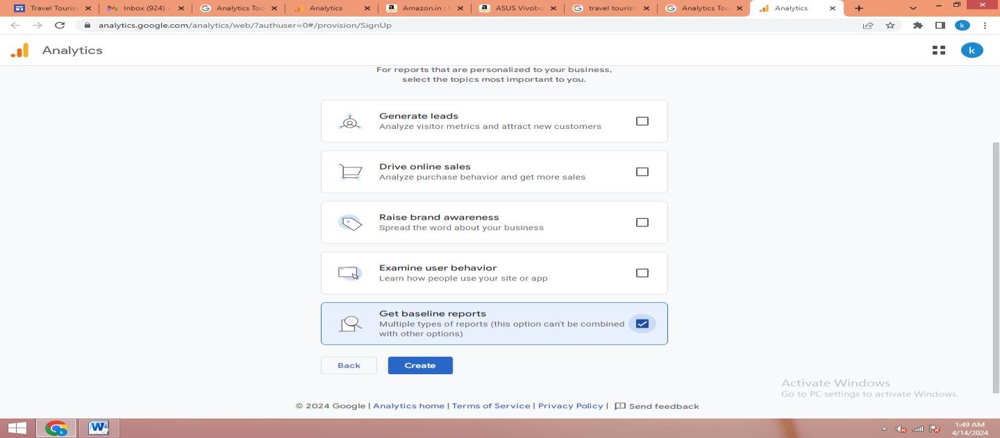 Travel Touris
Inbox (924) -
Analytics Too
Analytics
Amazon.in :
ASUS Vivobo
travel tourism
Analytics Too
Analytics
analytics.google.com/analytics/web/?authuser=0#/provision/SignUp
k
Analytics
k
For reports that are personalized to your business,
select the topics most important to you.
Generate leads
Analyze visitor metrics and attract new customers
Drive online sales
Analyze purchase behavior and get more sales
Raise brand awareness
Spread the word about your business
Examine user behavior
Learn how people use your site or app
Get baseline reports
Multiple types of reports (this option can't be combined
with other options)
Back
Create
Activate Windows
Go to PC settings to activate Windows.
© 2024 Google | Analytics home | Terms of Service | Privacy Policy | Send feedback
1:49 AM
4/14/2024